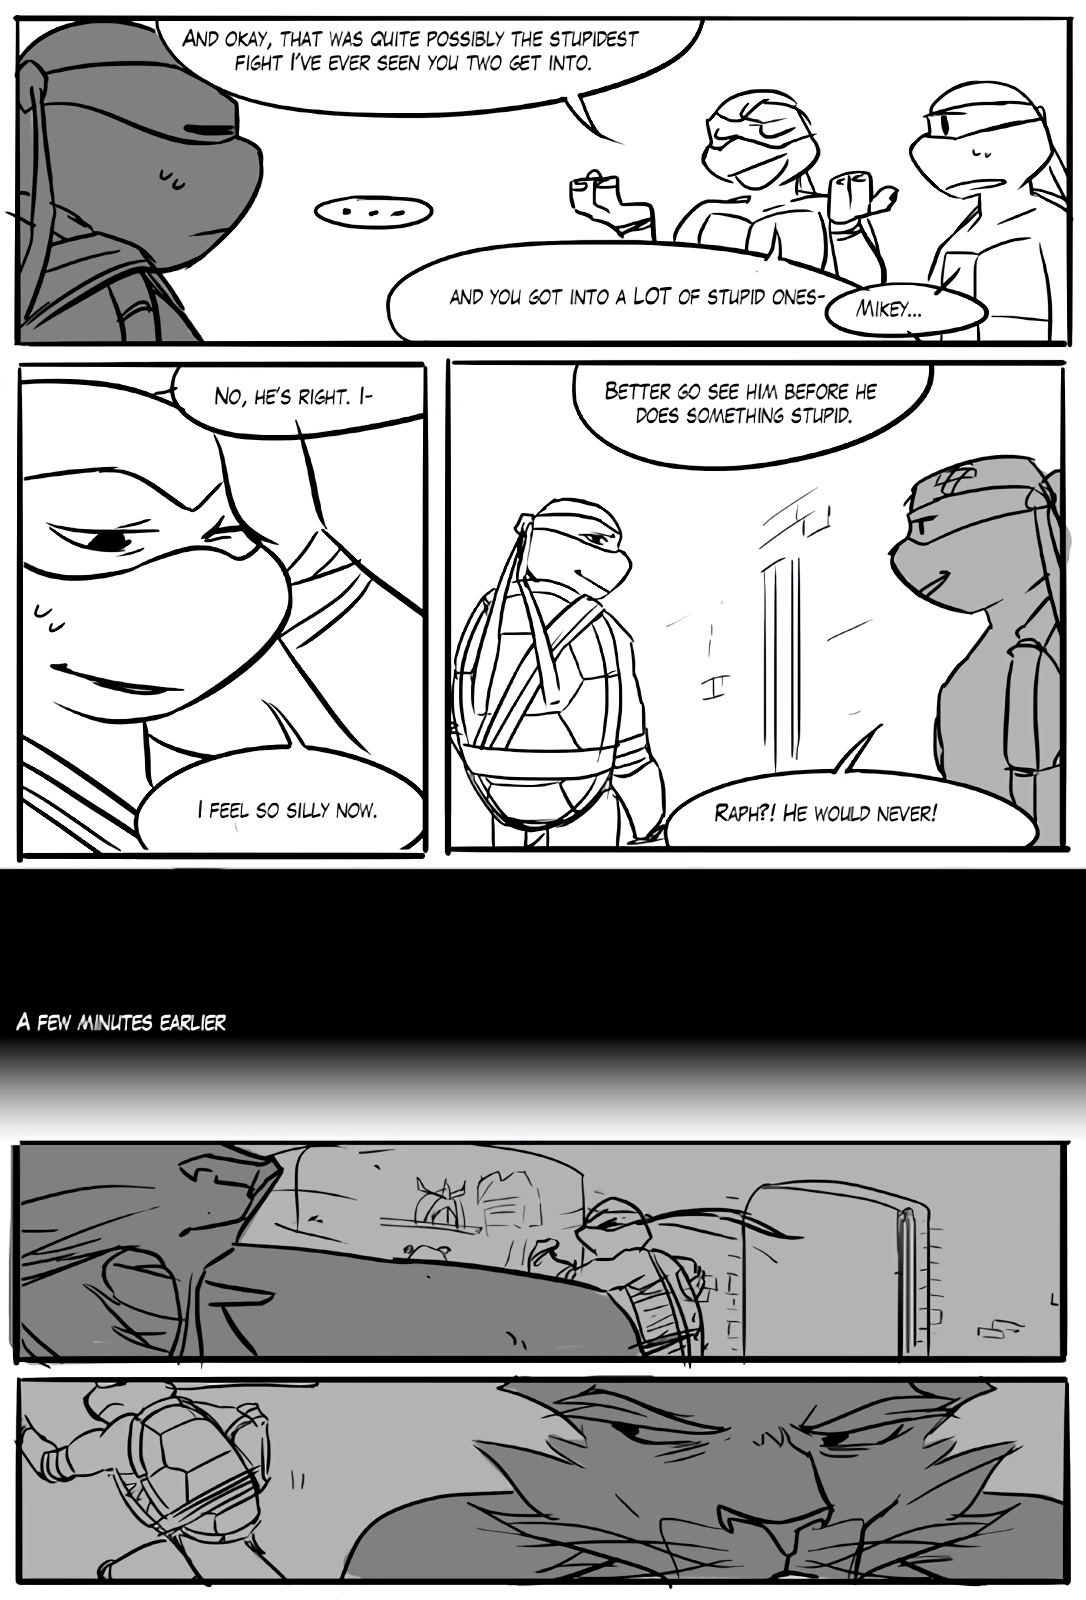 And okay, that was quite possibly the stupidest
fight I've ever seen you two get into.
...
and you got into a LOT of stupid ones-
Mikey...
No, he's right. I-
I feel so silly now.
Better go see him before he
does something stupid.
Raph?! He would never!
A few minutes earlier